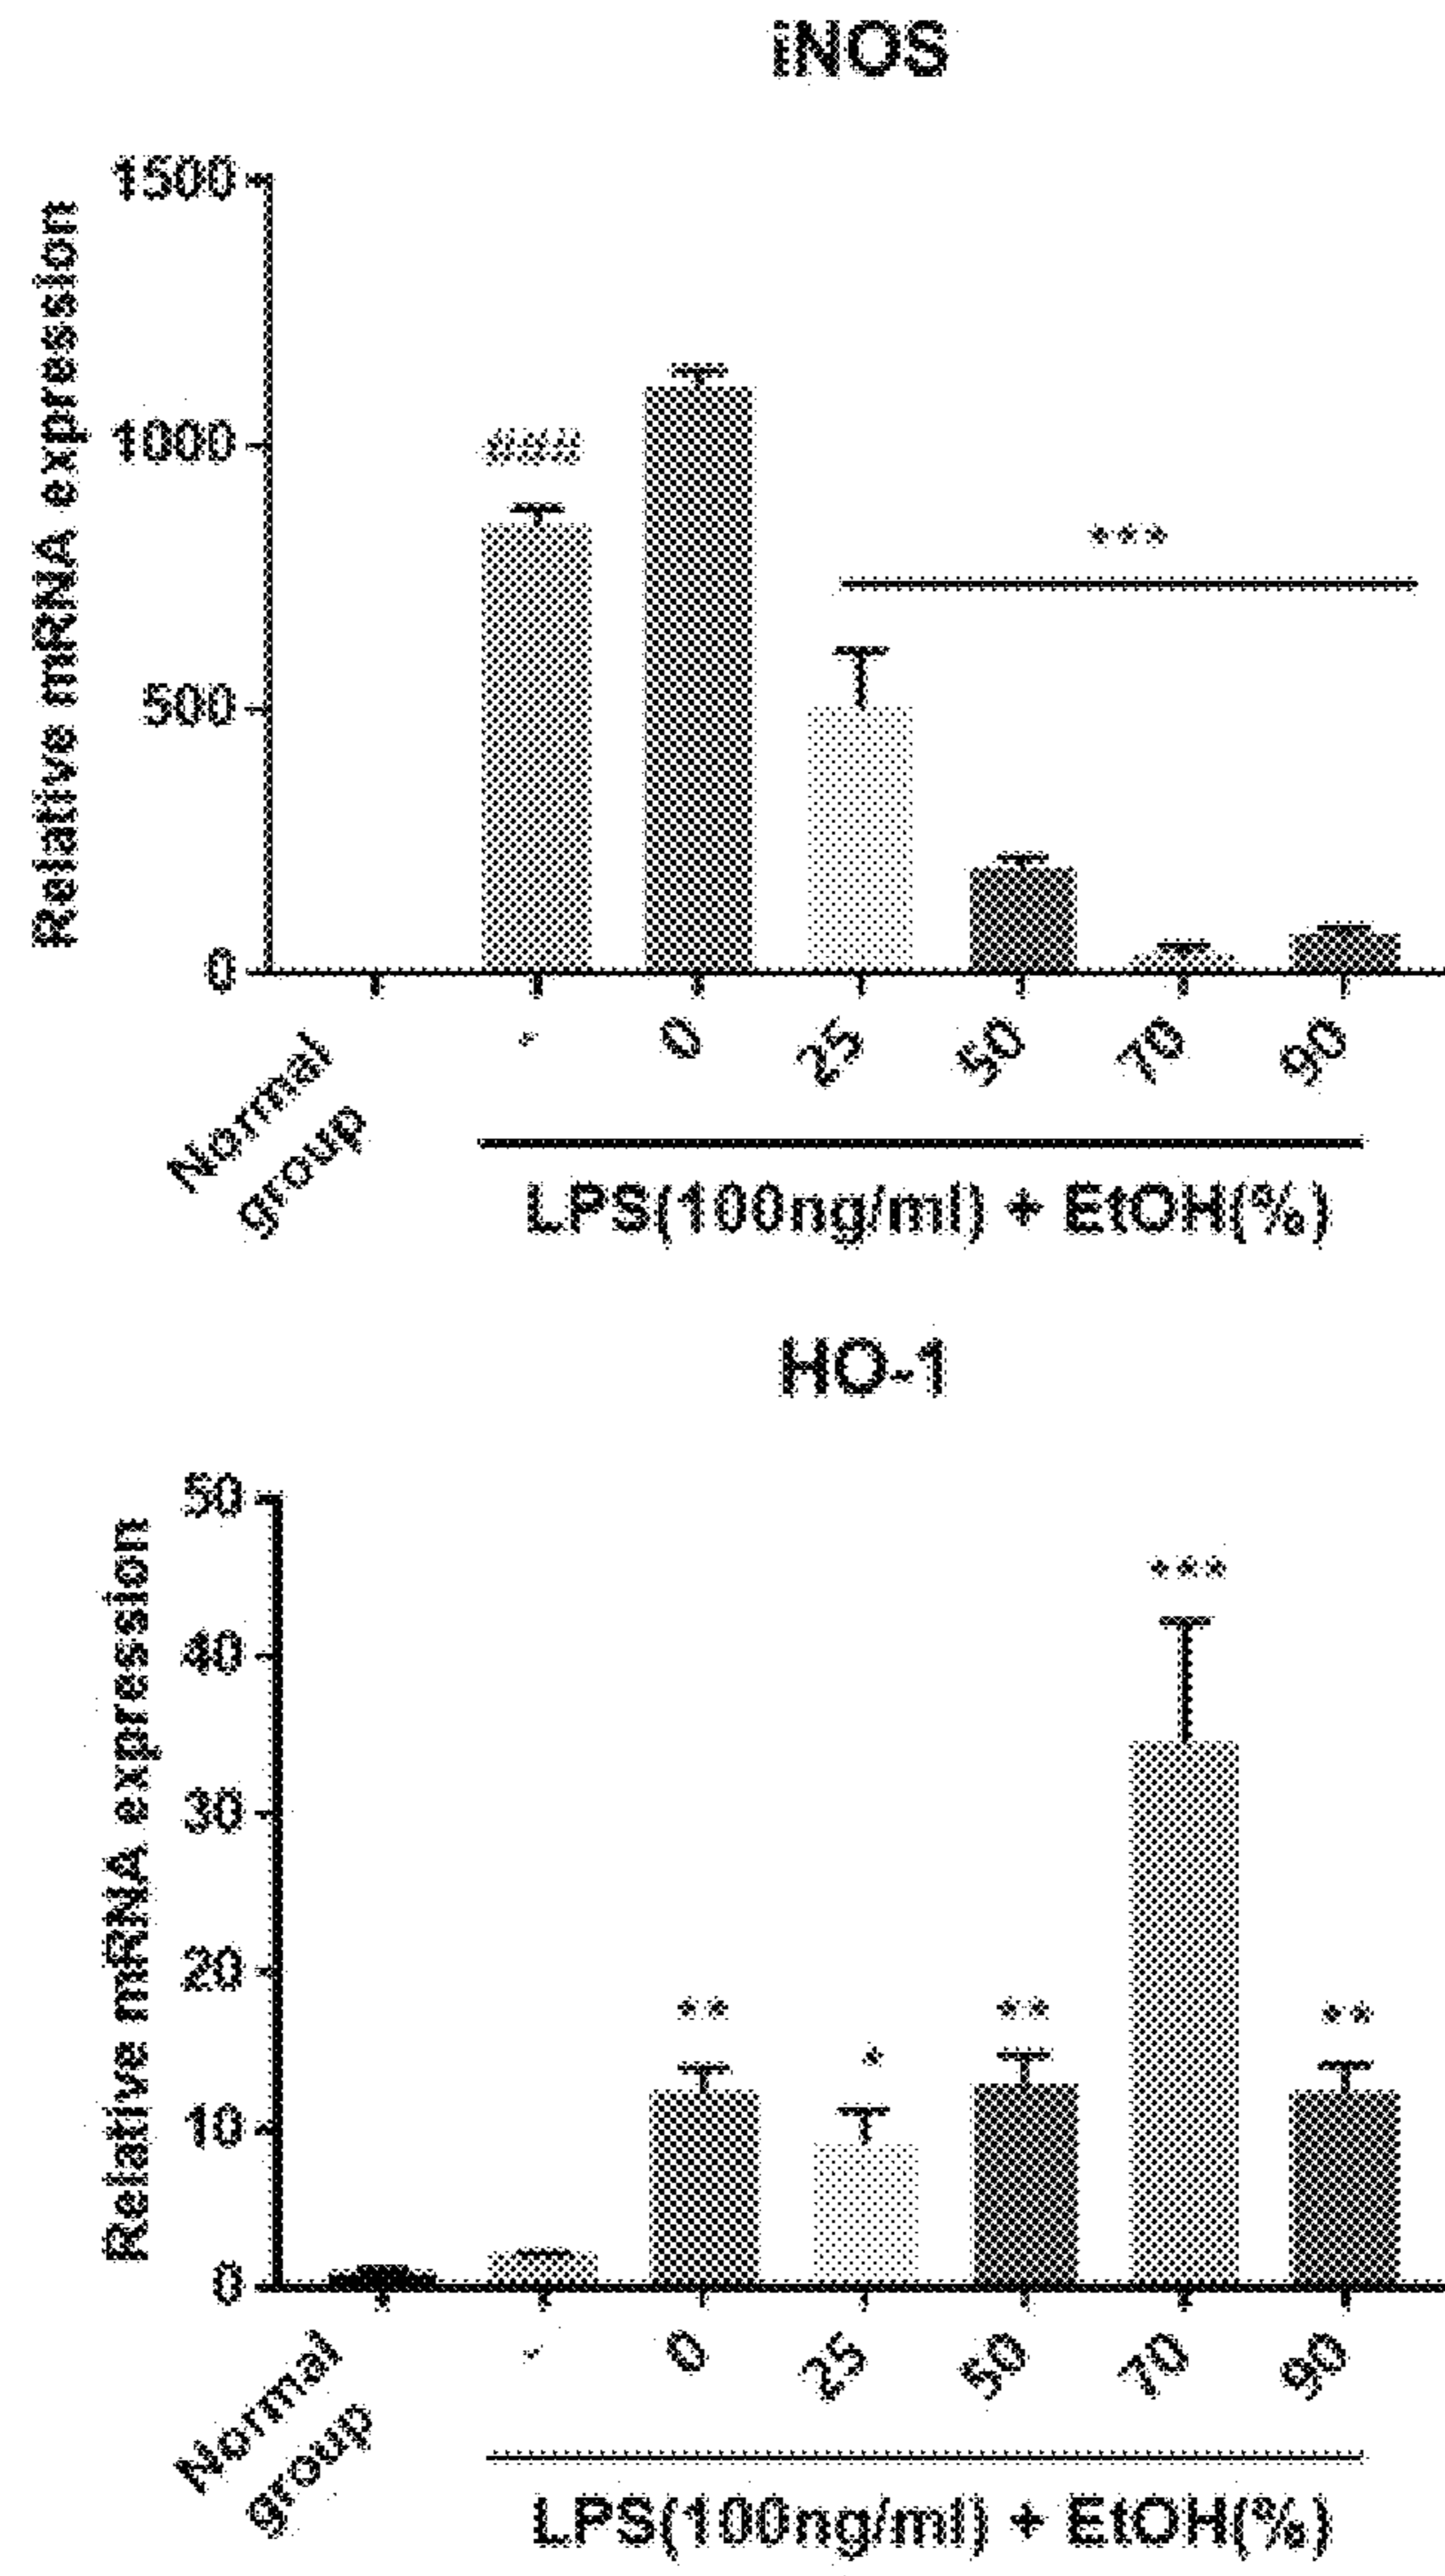 iNOS
Relative mRNA expression
1500
1000
500
0
###
***
Normal
group
- 0 25 50 70 90
LPS(100ng/ml) + EtOH(%)
HO-1
Relative mRNA expression
50
40
30
20
10
0
** * ** *** **
Normal
group
- 0 25 50 70 90
LPS(100ng/ml) + EtOH(%)